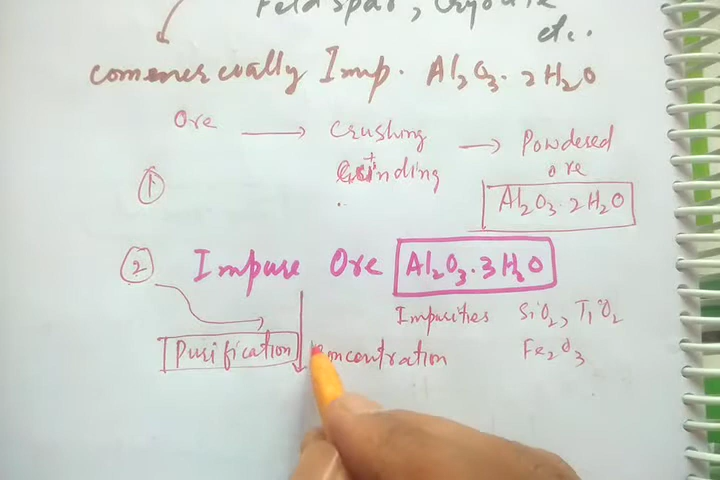 Feldspar, Cryolite
etc.
commercially Imp. Al2O3.2H2O
Ore → Crushing → Powdered
+
Grinding ore
① Al2O3.2H2O
② Impure Ore Al2O3.3H2O
Impurities SiO2, TiO2
Purification concentration Fe2O3